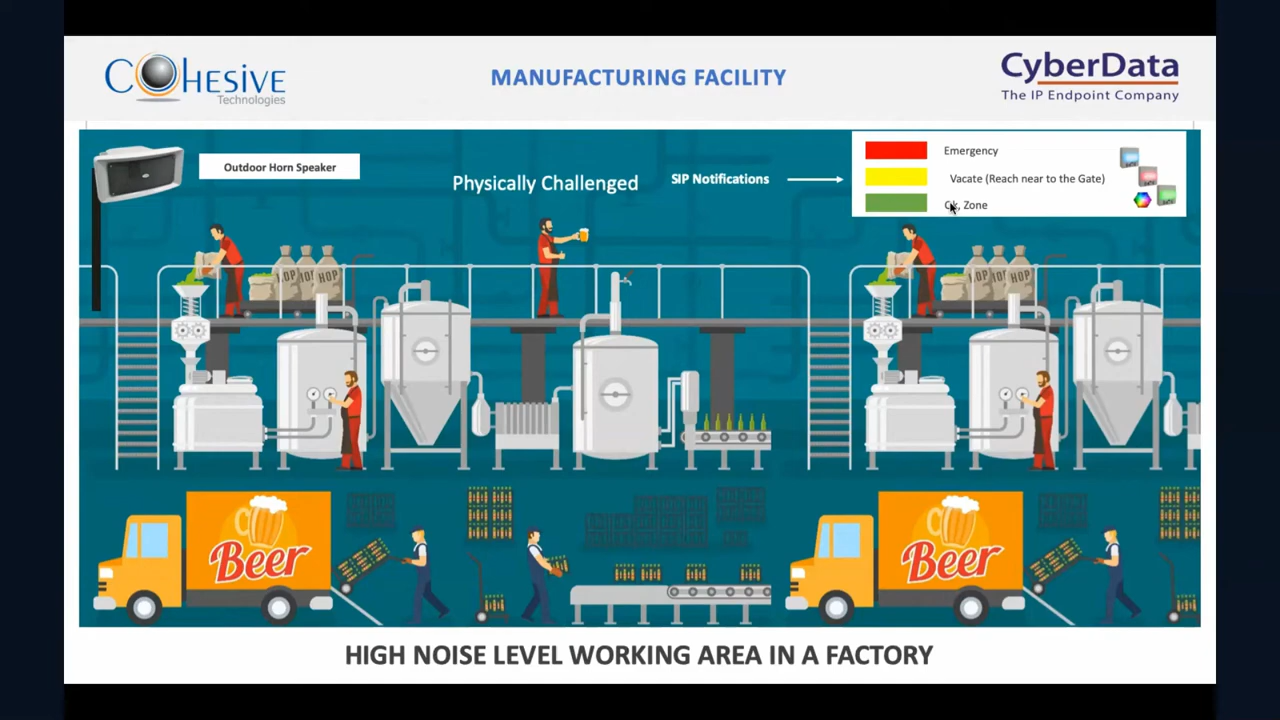 COHESIVE
Technologies
MANUFACTURING FACILITY
CyberData
The IP Endpoint Company
Outdoor Horn Speaker
Physically Challenged
SIP Notifications
Emergency
Vacate (Reach near to the Gate)
Zone
HOP HOP HOP
HOP HOP HOP
Beer
Beer
HIGH NOISE LEVEL WORKING AREA IN A FACTORY